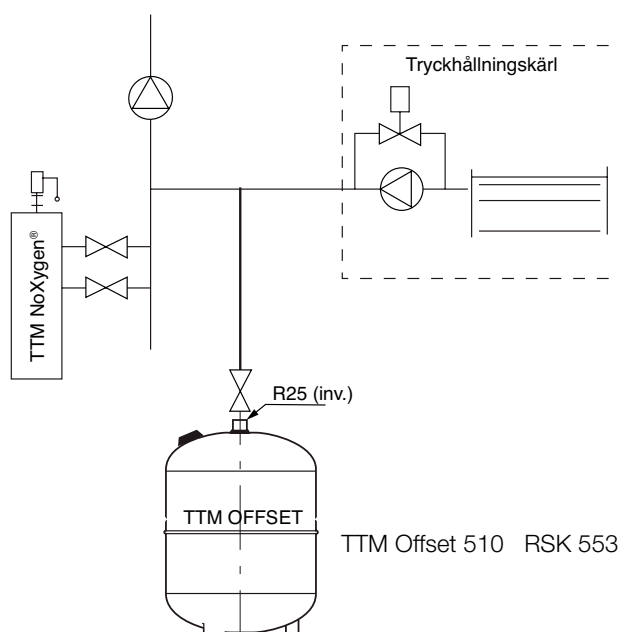 Tryckhållningskärl
TTM NoXygen®
R25 (inv.)
TTM OFFSET
TTM Offset 510 RSK 553